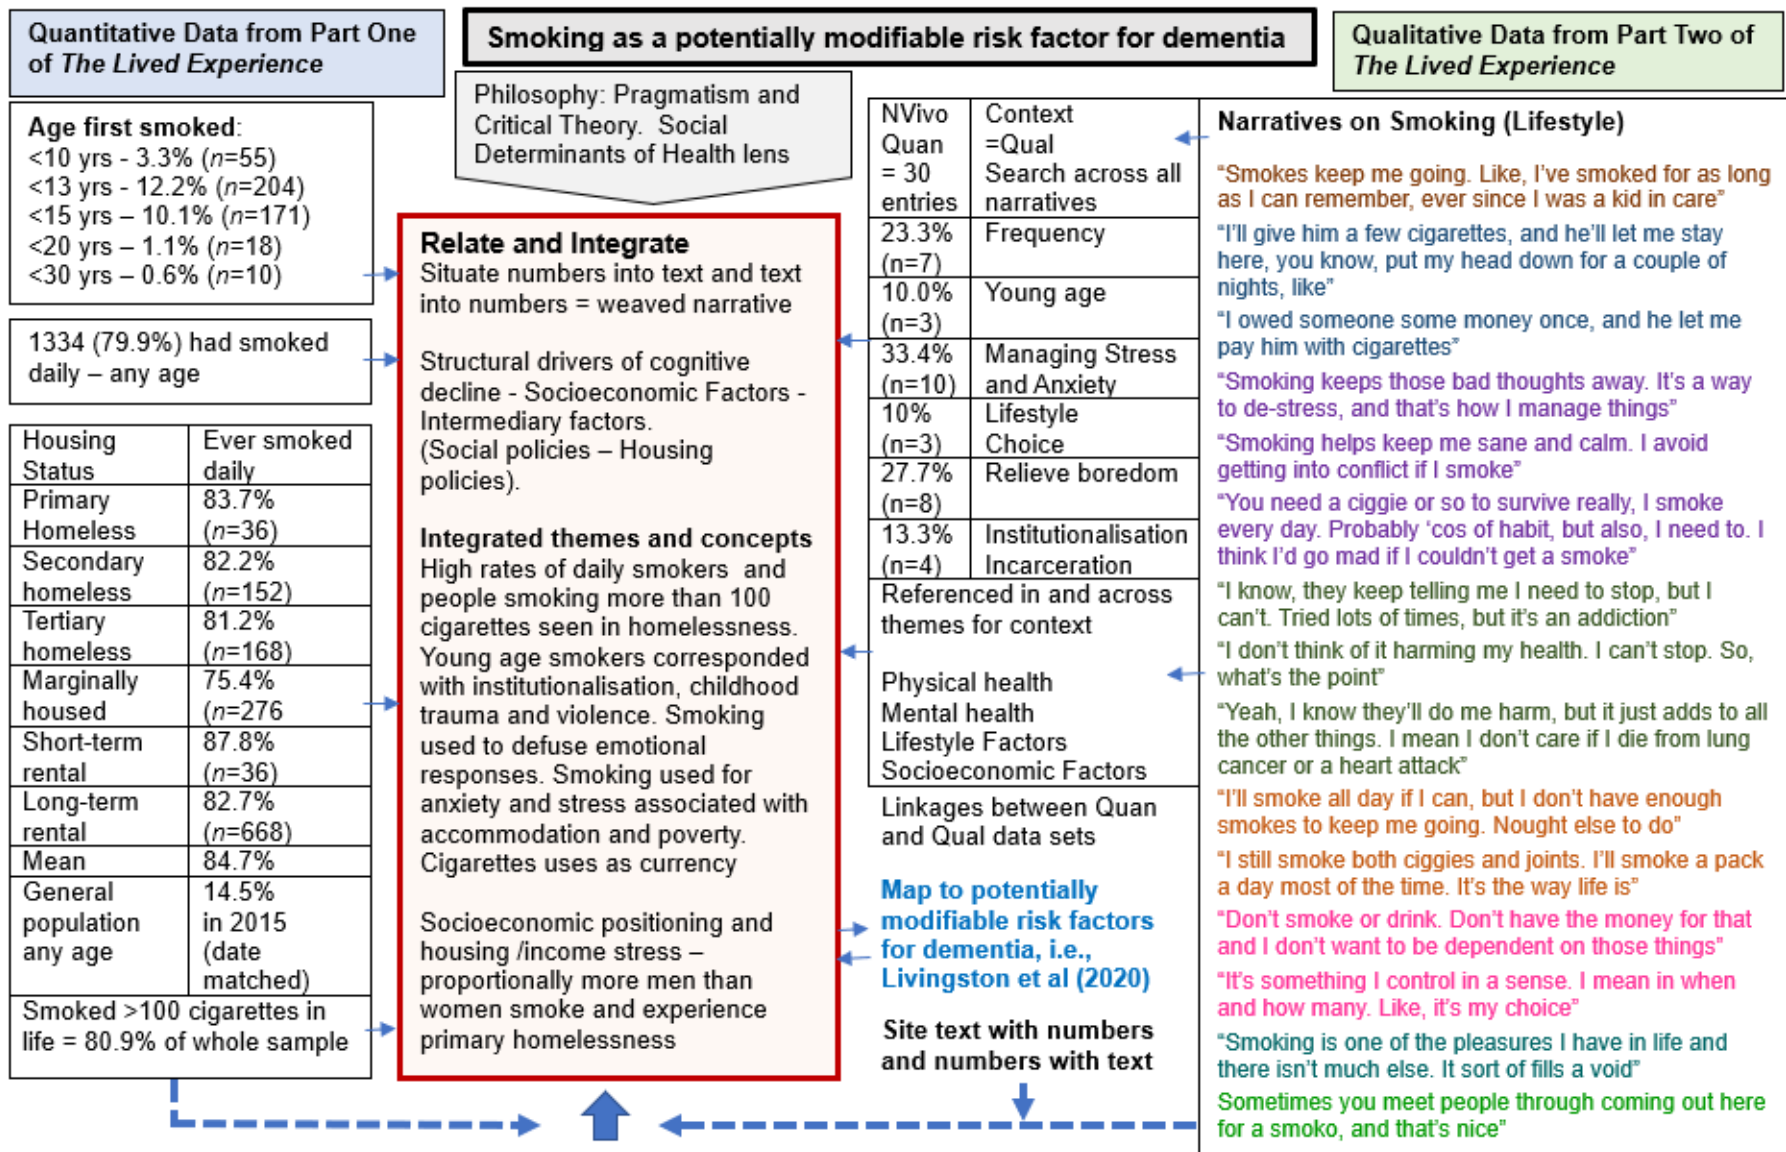 Quantitative Data from Part One
of The Lived Experience
Smoking as a potentially modifiable risk factor for dementia
Qualitative Data from Part Two of
The Lived Experience
Philosophy: Pragmatism and
Critical Theory. Social
Determinants of Health lens
Age first smoked:
<10 yrs - 3.3% (n=55)
<13 yrs - 12.2% (n=204)
<15 yrs – 10.1% (n=171)
<20 yrs – 1.1% (n=18)
<30 yrs – 0.6% (n=10)
1334 (79.9%) had smoked
daily – any age
Housing
Status
Ever smoked
daily
Primary
Homeless
83.7%
(n=36)
Secondary
homeless
82.2%
(n=152)
Tertiary
homeless
81.2%
(n=168)
Marginally
housed
75.4%
(n=276
Short-term
rental
87.8%
(n=36)
Long-term
rental
82.7%
(n=668)
Mean
84.7%
General
population
any age
14.5%
in 2015
(date
matched)
Smoked >100 cigarettes in
life = 80.9% of whole sample
Relate and Integrate
Situate numbers into text and text
into numbers = weaved narrative
Structural drivers of cognitive
decline - Socioeconomic Factors -
Intermediary factors.
(Social policies – Housing
policies).
Integrated themes and concepts
High rates of daily smokers and
people smoking more than 100
cigarettes seen in homelessness.
Young age smokers corresponded
with institutionalisation, childhood
trauma and violence. Smoking
used to defuse emotional
responses. Smoking used for
anxiety and stress associated with
accommodation and poverty.
Cigarettes uses as currency
Socioeconomic positioning and
housing /income stress –
proportionally more men than
women smoke and experience
primary homelessness
NVivo
Quan
= 30
entries
Context
=Qual
Search across all
narratives
23.3%
(n=7)
Frequency
10.0%
(n=3)
Young age
33.4%
(n=10)
Managing Stress
and Anxiety
10%
(n=3)
Lifestyle
Choice
27.7%
(n=8)
Relieve boredom
13.3%
(n=4)
Institutionalisation
Incarceration
Referenced in and across
themes for context
Physical health
Mental health
Lifestyle Factors
Socioeconomic Factors
Linkages between Quan
and Qual data sets
Map to potentially
modifiable risk factors
for dementia, i.e.,
Livingston et al (2020)
Site text with numbers
and numbers with text
Narratives on Smoking (Lifestyle)
“Smokes keep me going. Like, I’ve smoked for as long
as I can remember, ever since I was a kid in care”
“I’ll give him a few cigarettes, and he’ll let me stay
here, you know, put my head down for a couple of
nights, like”
“I owed someone some money once, and he let me
pay him with cigarettes”
“Smoking keeps those bad thoughts away. It’s a way
to de-stress, and that’s how I manage things”
“Smoking helps keep me sane and calm. I avoid
getting into conflict if I smoke”
“You need a ciggie or so to survive really, I smoke
every day. Probably ‘cos of habit, but also, I need to. I
think I’d go mad if I couldn’t get a smoke”
“I know, they keep telling me I need to stop, but I
can’t. Tried lots of times, but it’s an addiction”
“I don’t think of it harming my health. I can’t stop. So,
what’s the point”
“Yeah, I know they’ll do me harm, but it just adds to all
the other things. I mean I don’t care if I die from lung
cancer or a heart attack”
“I’ll smoke all day if I can, but I don’t have enough
smokes to keep me going. Nought else to do”
“I still smoke both ciggies and joints. I’ll smoke a pack
a day most of the time. It’s the way life is”
“Don’t smoke or drink. Don’t have the money for that
and I don’t want to be dependent on those things”
“It’s something I control in a sense. I mean in when
and how many. Like, it’s my choice”
“Smoking is one of the pleasures I have in life and
there isn’t much else. It sort of fills a void”
Sometimes you meet people through coming out here
for a smoko, and that’s nice”